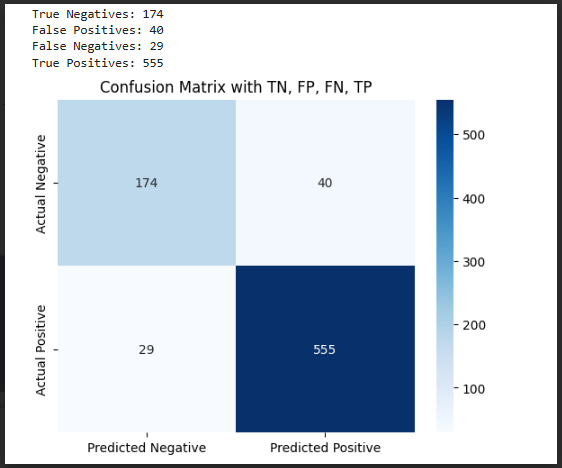 True Negatives: 174
False Positives: 40
False Negatives: 29
True Positives: 555
Confusion Matrix with TN, FP, FN, TP
Actual Negative
174
40
500
400
300
200
100
Actual Positive
29
555
Predicted Negative
Predicted Positive